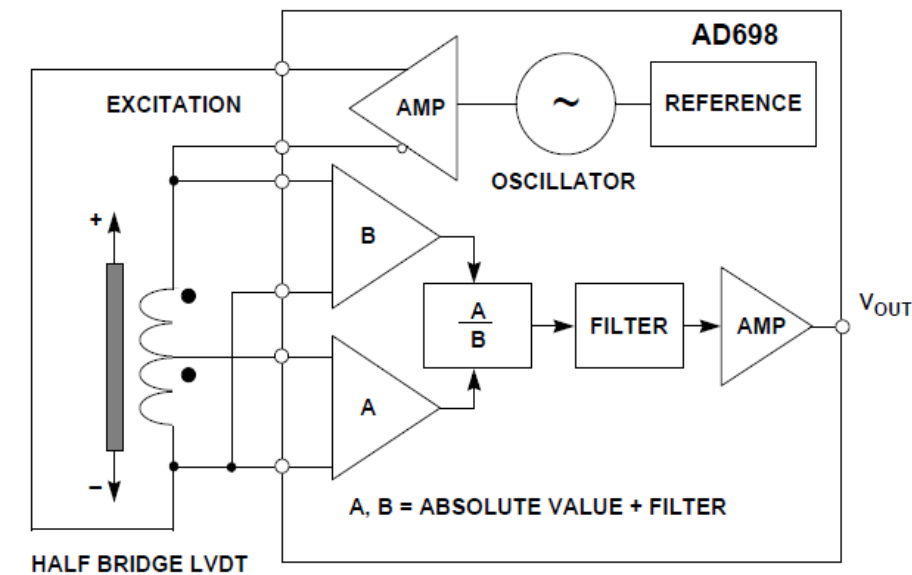 AD698
EXCITATION
AMP
~
REFERENCE
OSCILLATOR
+
B
A
B
FILTER
AMP
VOUT
A
–
A, B = ABSOLUTE VALUE + FILTER
HALF BRIDGE LVDT